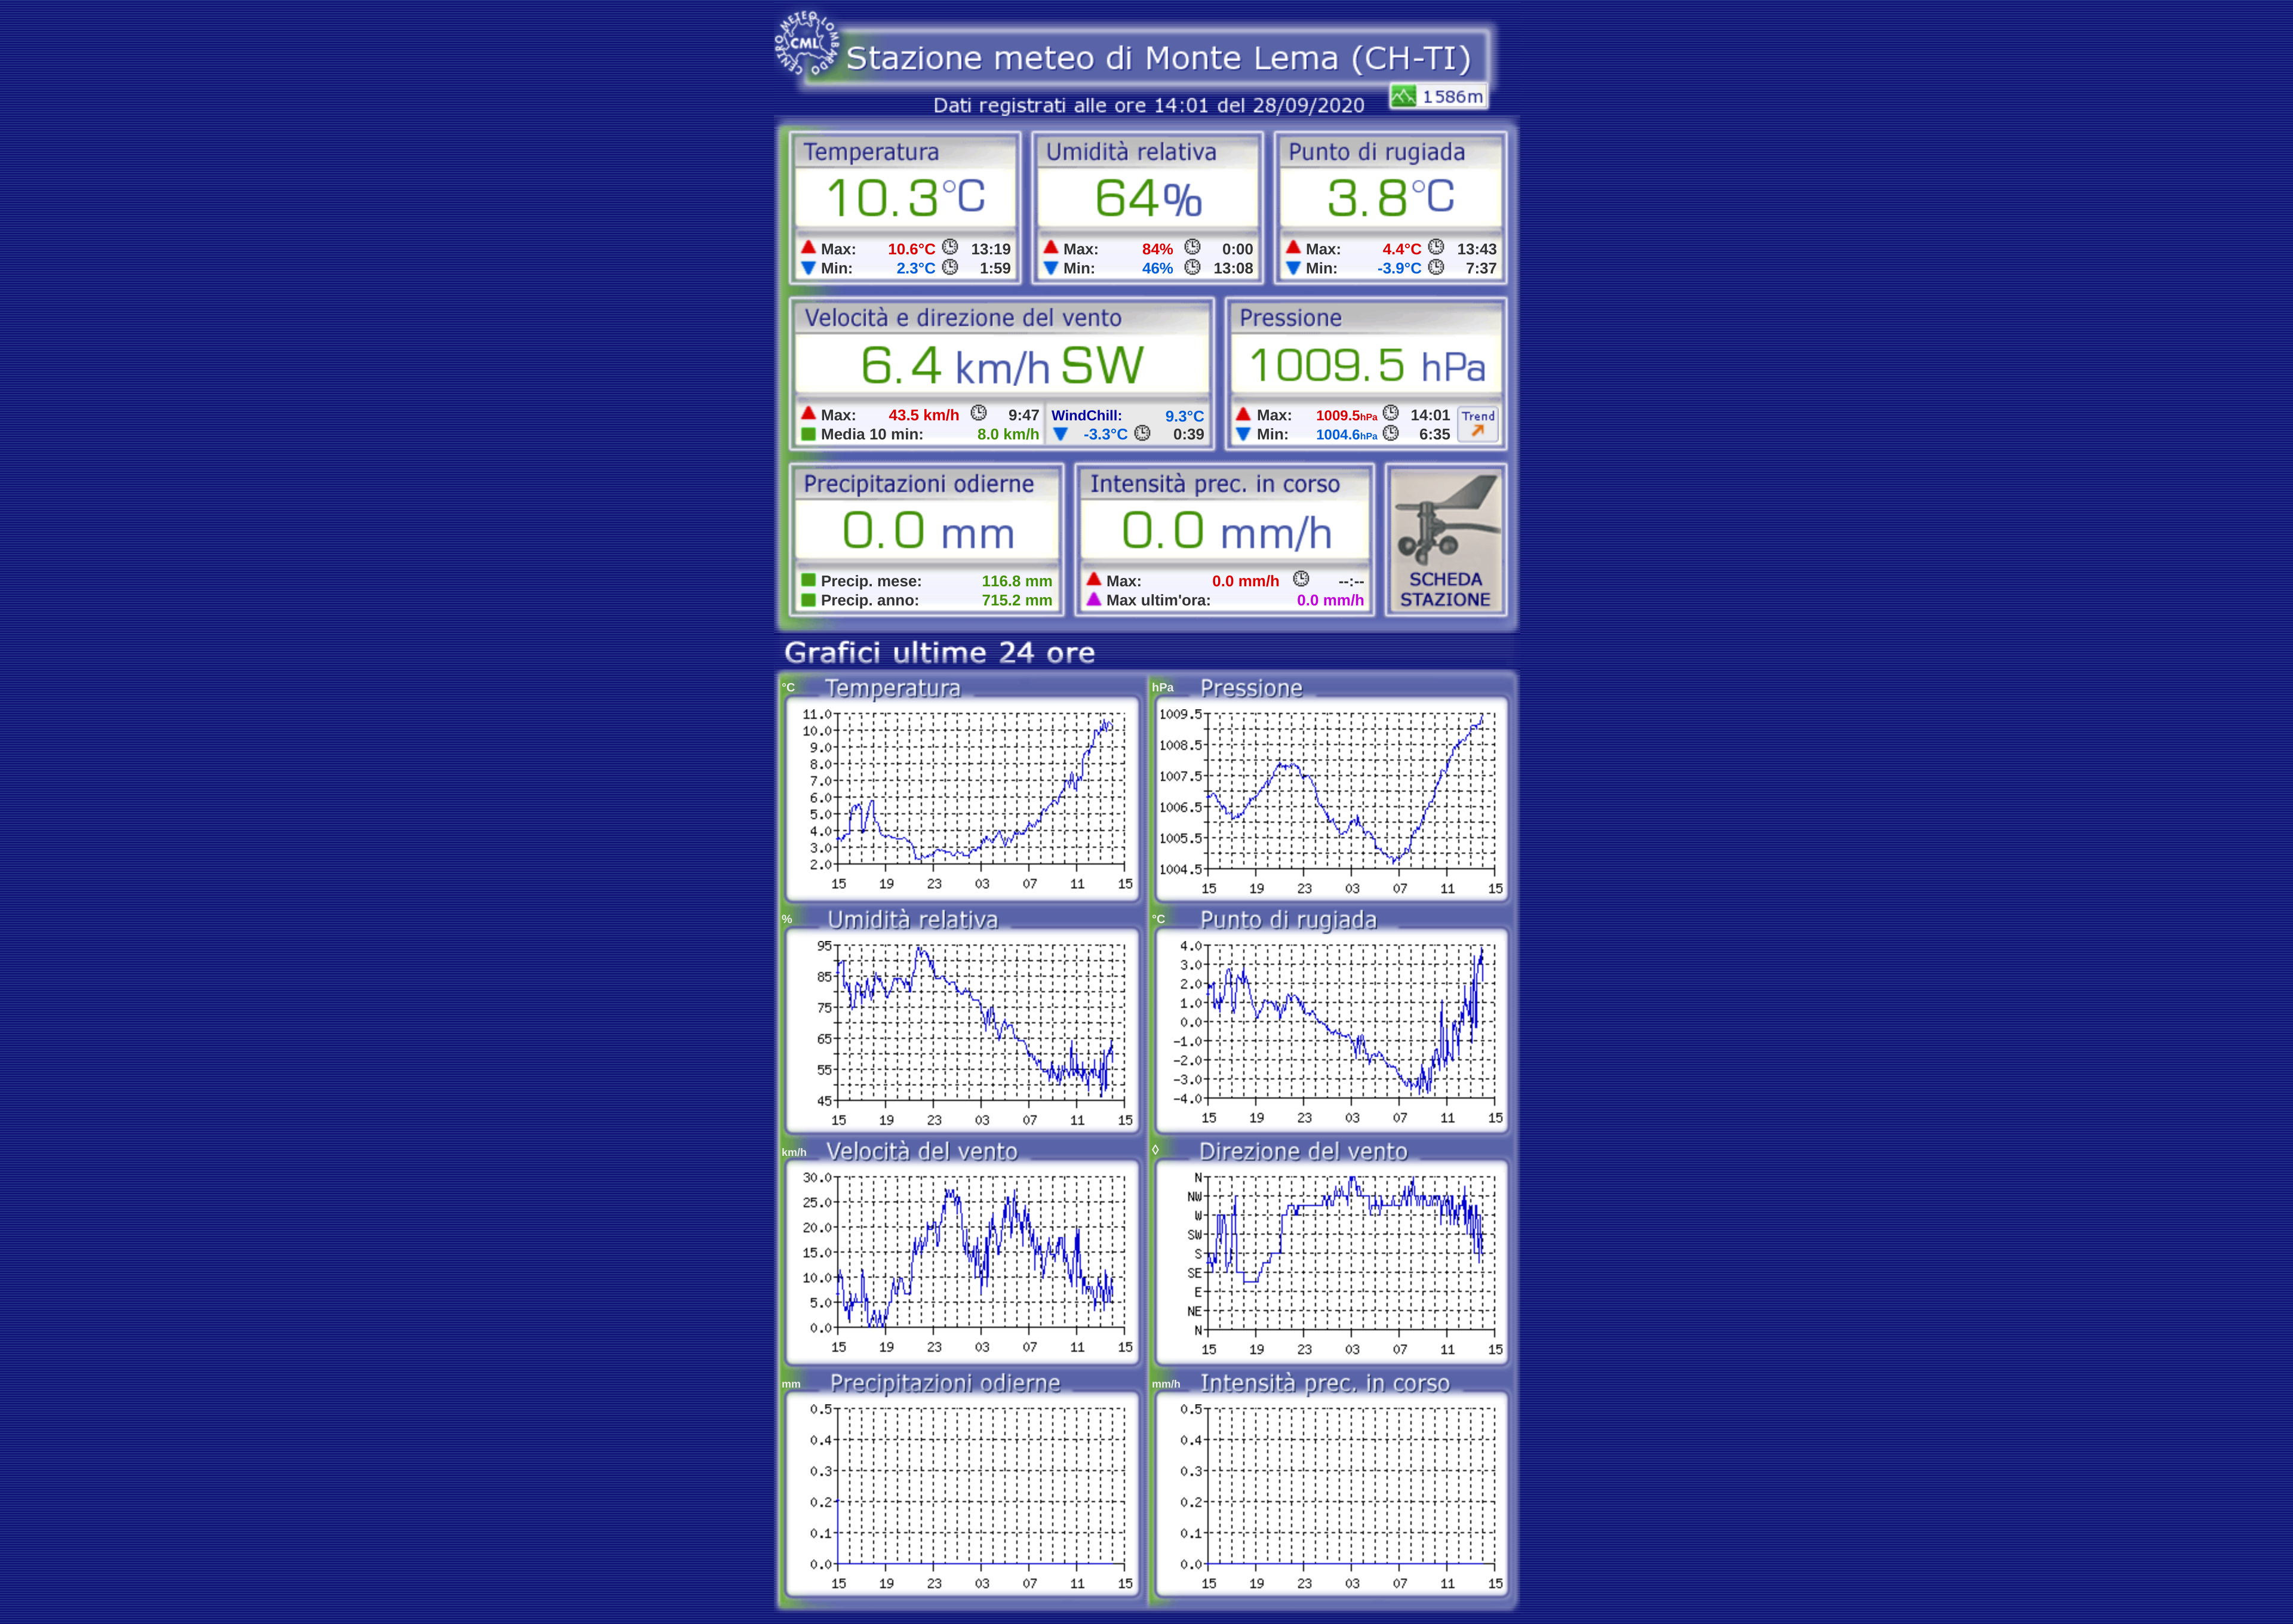 CENTRO METEO LOMBARDO
CML
Stazione meteo di Monte Lema (CH-TI)
1586m
Dati registrati alle ore 14:01 del 28/09/2020
Temperatura
10.3°C
Max: 10.6°C 13:19
Min: 2.3°C 1:59
Umidità relativa
64%
Max: 84% 0:00
Min: 46% 13:08
Punto di rugiada
3.8°C
Max: 4.4°C 13:43
Min: -3.9°C 7:37
Velocità e direzione del vento
6.4 km/h SW
Max: 43.5 km/h 9:47
Media 10 min: 8.0 km/h
WindChill: 9.3°C
-3.3°C 0:39
Pressione
1009.5 hPa
Max: 1009.5hPa 14:01
Min: 1004.6hPa 6:35
Trend
Precipitazioni odierne
0.0 mm
Precip. mese: 116.8 mm
Precip. anno: 715.2 mm
Intensità prec. in corso
0.0 mm/h
Max: 0.0 mm/h --:--
Max ultim'ora: 0.0 mm/h
SCHEDA
STAZIONE
Grafici ultime 24 ore
°C Temperatura
11.0
10.0
9.0
8.0
7.0
6.0
5.0
4.0
3.0
2.0
15 19 23 03 07 11 15
hPa Pressione
1009.5
1008.5
1007.5
1006.5
1005.5
1004.5
15 19 23 03 07 11 15
% Umidità relativa
95
85
75
65
55
45
15 19 23 03 07 11 15
°C Punto di rugiada
4.0
3.0
2.0
1.0
0.0
-1.0
-2.0
-3.0
-4.0
15 19 23 03 07 11 15
km/h Velocità del vento
30.0
25.0
20.0
15.0
10.0
5.0
0.0
15 19 23 03 07 11 15
◊ Direzione del vento
N
NW
W
SW
S
SE
E
NE
N
15 19 23 03 07 11 15
mm Precipitazioni odierne
0.5
0.4
0.3
0.2
0.1
0.0
15 19 23 03 07 11 15
mm/h Intensità prec. in corso
0.5
0.4
0.3
0.2
0.1
0.0
15 19 23 03 07 11 15